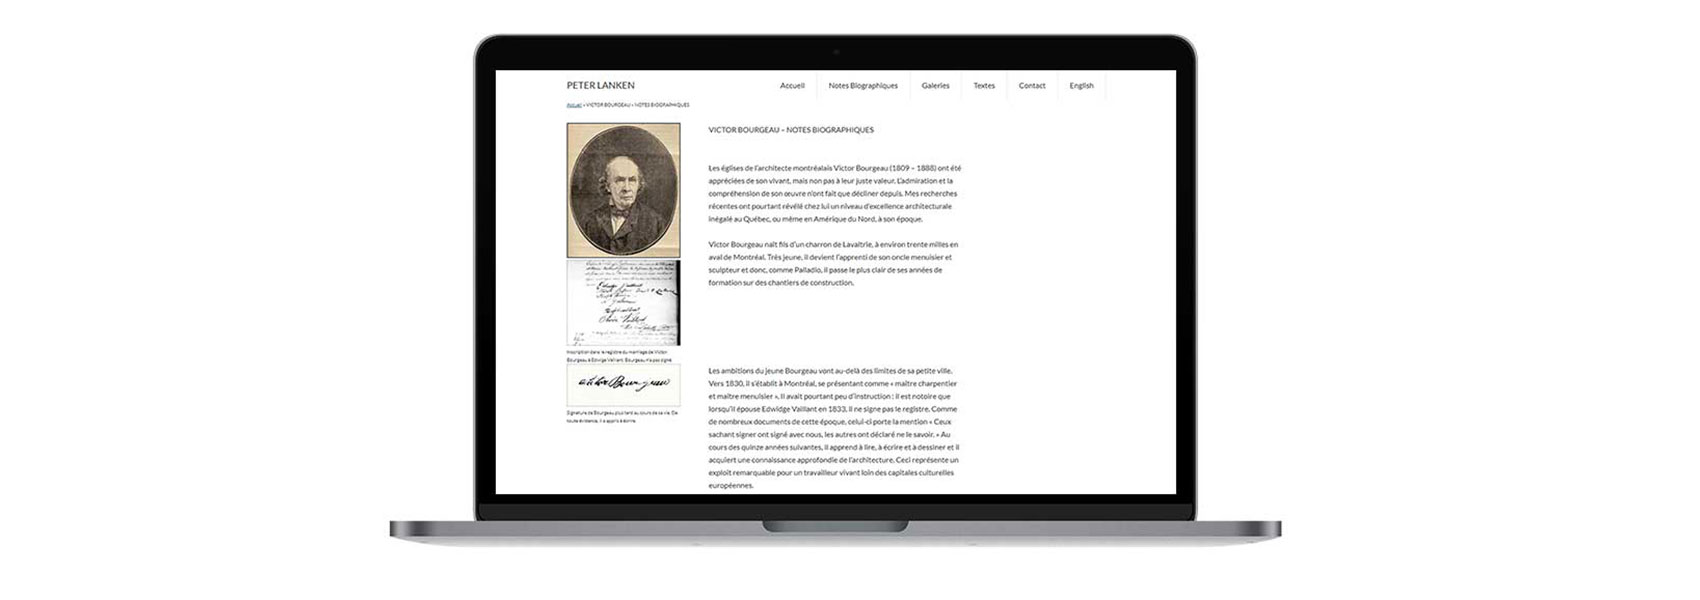 PETER LANKEN
Accueil
Notes Biographiques
Galeries
Textes
Contact
English
Accueil » VICTOR BOURGEAU – NOTES BIOGRAPHIQUES
VICTOR BOURGEAU – NOTES BIOGRAPHIQUES
Les églises de l'architecte montréalais Victor Bourgeau (1809 – 1888) ont été
appréciées de son vivant, mais non pas à leur juste valeur. L'admiration et la
compréhension de son œuvre n'ont fait que décliner depuis. Mes recherches
récentes ont pourtant révélé chez lui un niveau d'excellence architecturale
inégalé au Québec, ou même en Amérique du Nord, à son époque.
Victor Bourgeau naît fils d'un charron de Lavaltrie, à environ trente milles en
aval de Montréal. Très jeune, il devient l'apprenti de son oncle menuisier et
sculpteur et donc, comme Palladio, il passe le plus clair de ses années de
formation sur des chantiers de construction.
Inscription dans le registre du marriage de Victor
Bourgeau à Edwige Vaillant. Bourgeau n'a pas signé.
Signature de Bourgeau plus tard au cours de sa vie. De
toute évidence, il a appris à écrire.
Les ambitions du jeune Bourgeau vont au-delà des limites de sa petite ville.
Vers 1830, il s'établit à Montréal, se présentant comme « maître charpentier
et maître menuisier ». Il avait pourtant peu d'instruction : il est notoire que
lorsqu'il épouse Edwidge Vaillant en 1833, il ne signe pas le registre. Comme
de nombreux documents de cette époque, celui-ci porte la mention « Ceux
sachant signer ont signé avec nous, les autres ont déclaré ne le savoir. » Au
cours des quinze années suivantes, il apprend à lire, à écrire et à dessiner et il
acquiert une connaissance approfondie de l'architecture. Ceci représente un
exploit remarquable pour un travailleur vivant loin des capitales culturelles
européennes.